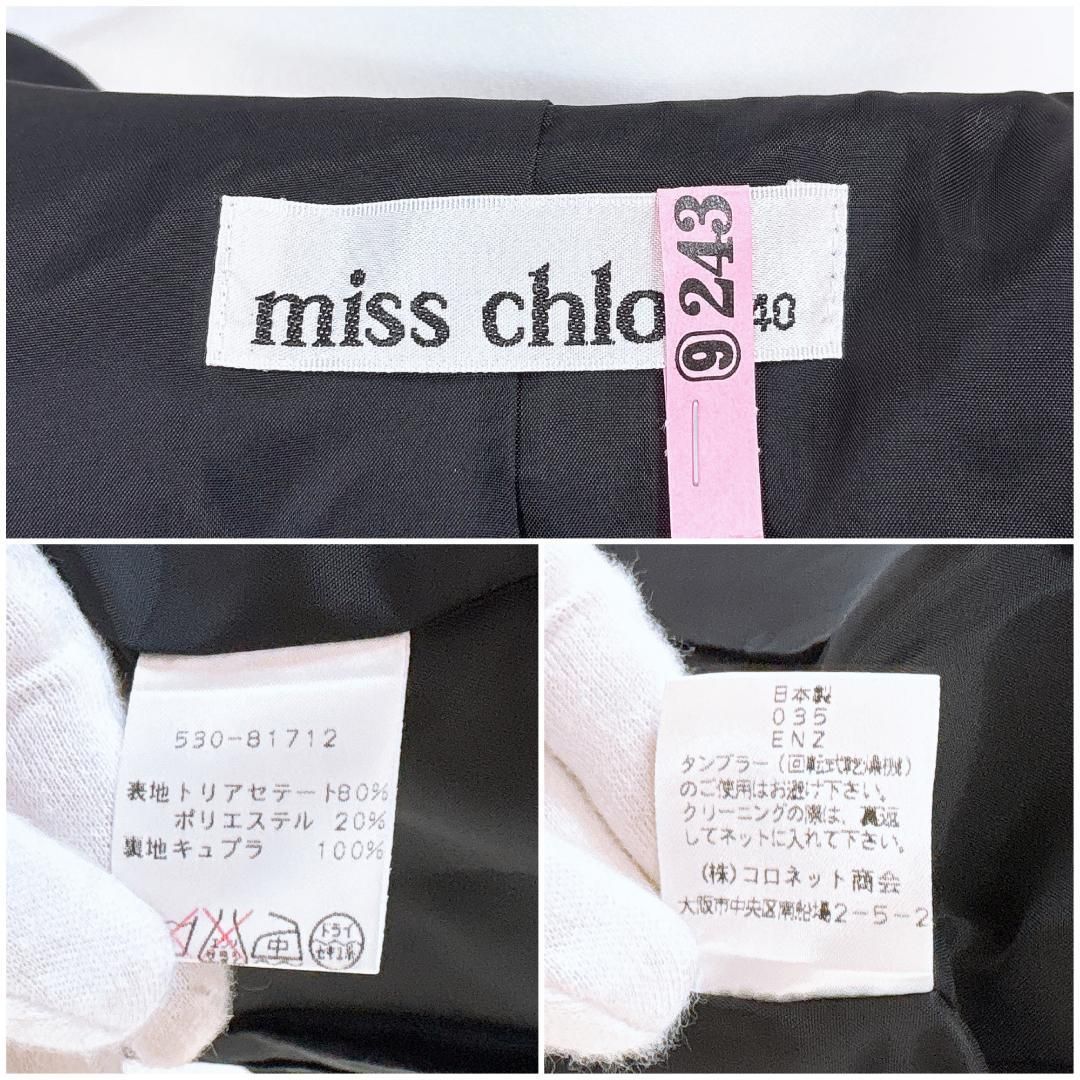 miss chlo 40
⑨243
530-81712
表地トリアセテート80%
ポリエステル 20%
裏地キュプラ 100%
中
ドライ
セキユ系
日本製
035
ENZ
タンブラー(回転式乾燥機)
のご使用はお避け下さい。
クリーニングの際は、裏返
してネットに入れて下さい。
(株)コロネット商会
大阪市中央区南船場2-5-2